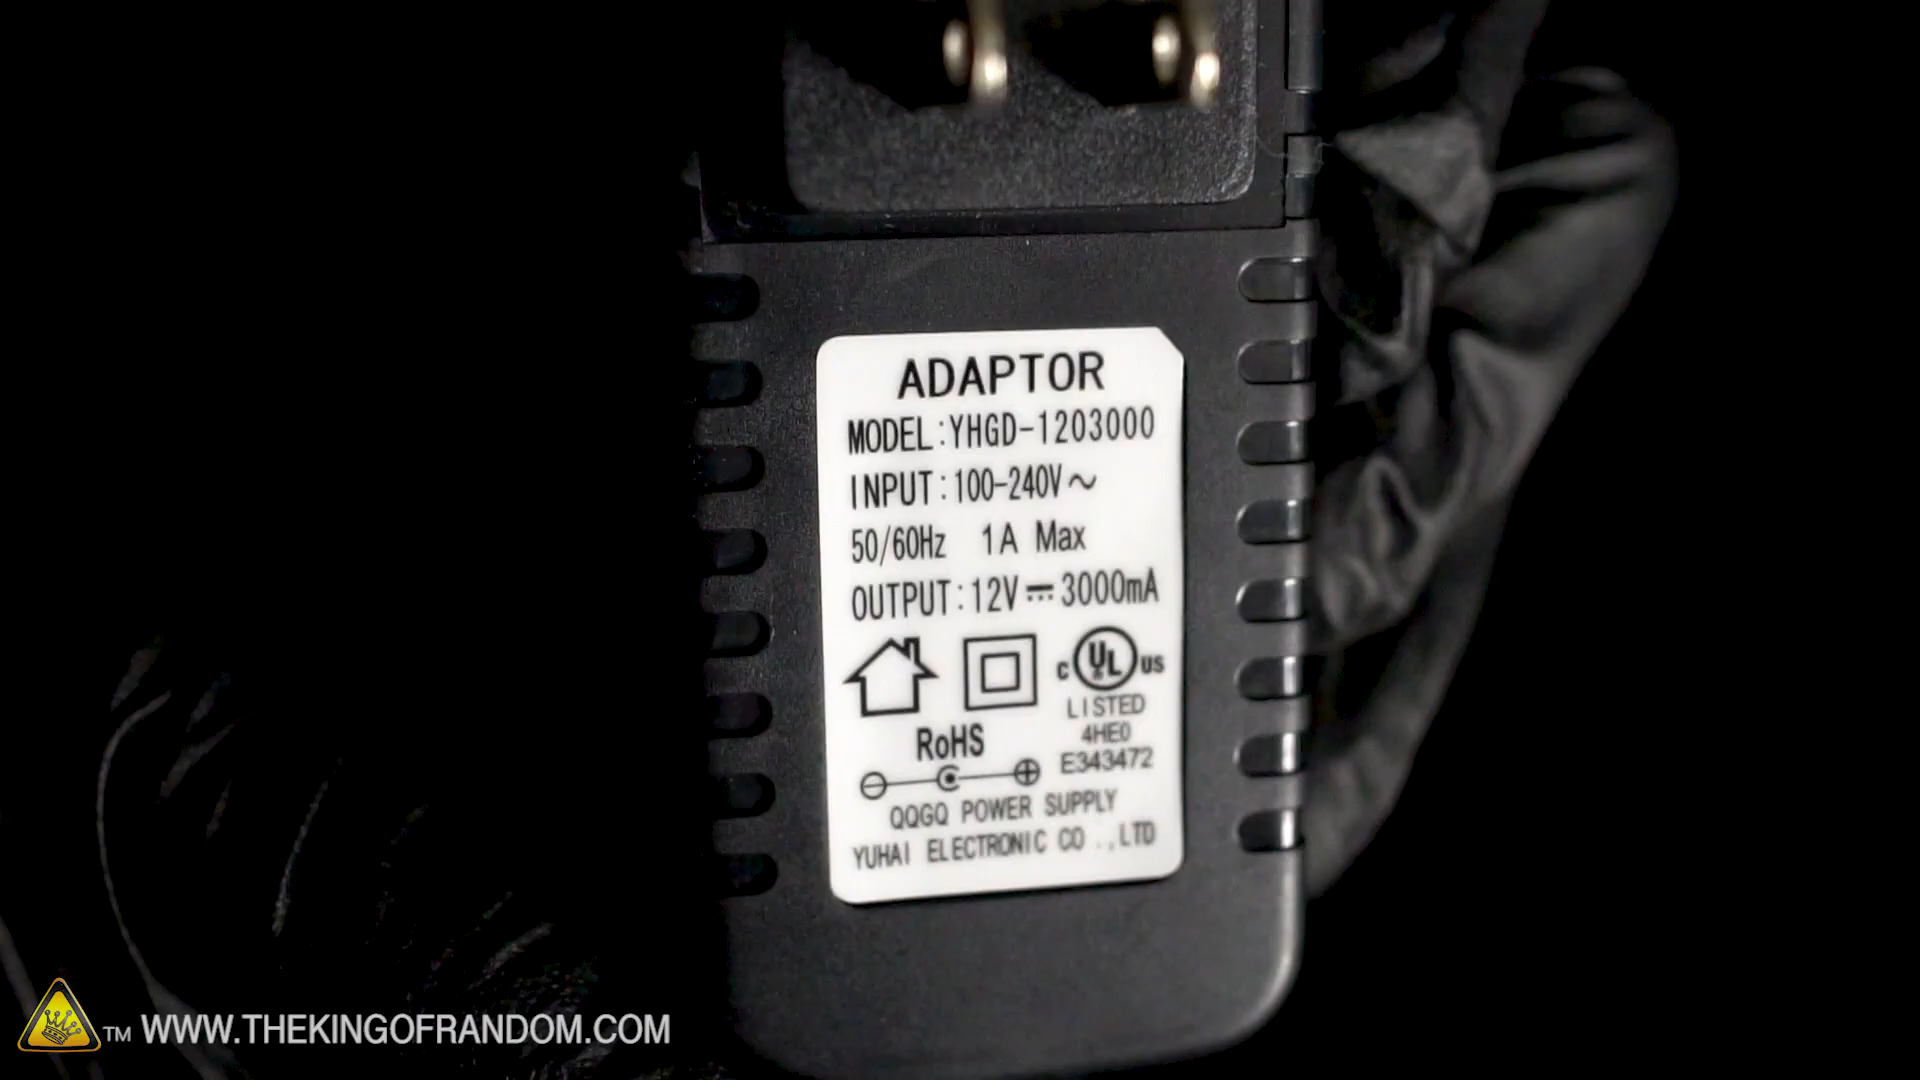 ADAPTOR
MODEL:YHGD-1203000
INPUT:100-240V~
50/60Hz 1A Max
OUTPUT:12V⎓3000mA
c UL us
LISTED
4HE0
RoHS
E343472
QQGQ POWER SUPPLY
YUHAI ELECTRONIC CO .,LTD
TM WWW.THEKINGOFRANDOM.COM